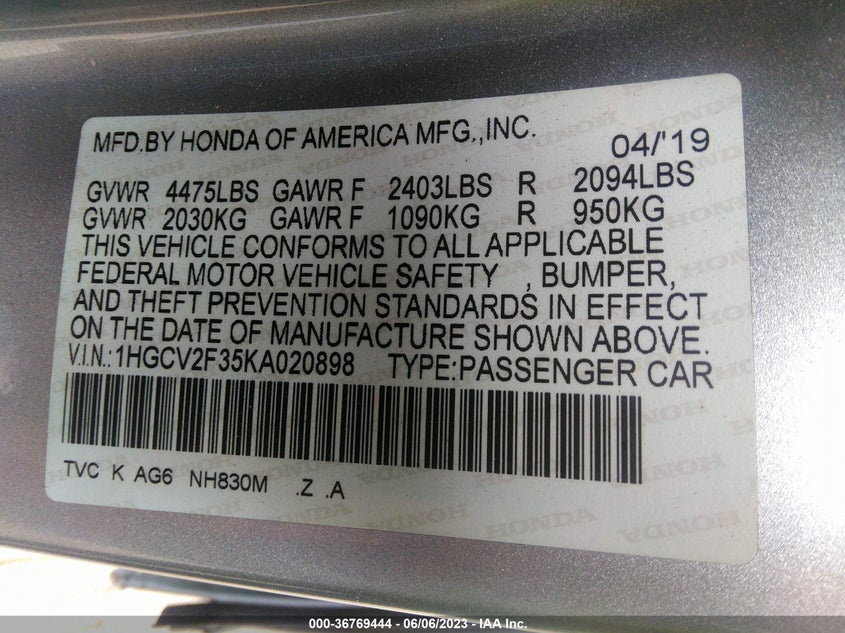 MFD.BY HONDA OF AMERICA MFG.,INC. 04/'19
GVWR 4475LBS GAWR F 2403LBS R 2094LBS
GVWR 2030KG GAWR F 1090KG R 950KG
THIS VEHICLE CONFORMS TO ALL APPLICABLE
FEDERAL MOTOR VEHICLE SAFETY , BUMPER,
AND THEFT PREVENTION STANDARDS IN EFFECT
ON THE DATE OF MANUFACTURE SHOWN ABOVE.
V.I.N.:1HGCV2F35KA020898 TYPE:PASSENGER CAR
TVC K AG6 NH830M .Z .A
HONDA HONDA HONDA
000-36769444 - 06/06/2023 - IAA Inc.